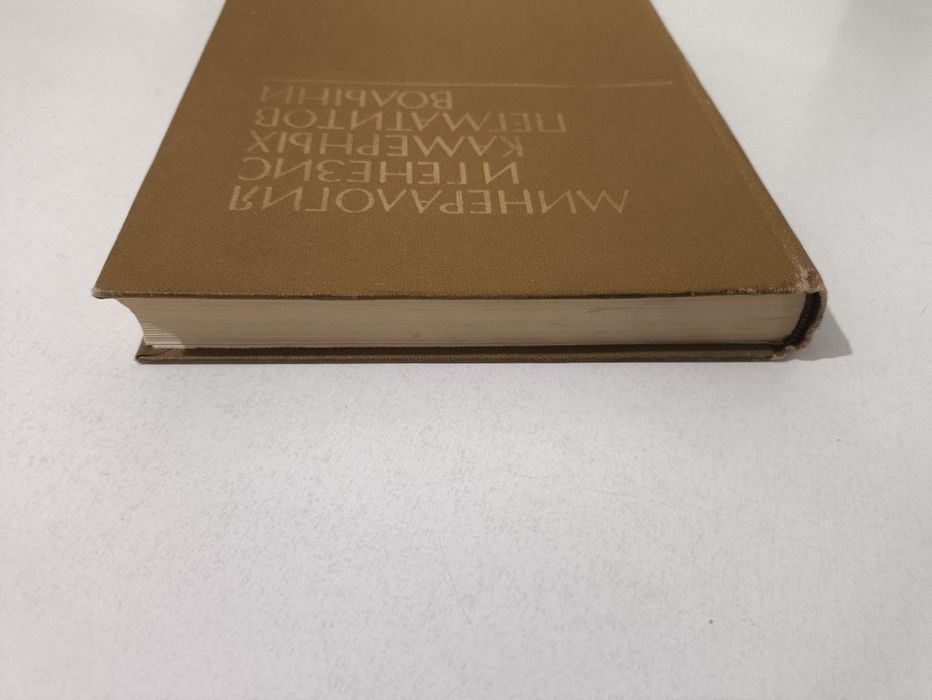 МИНЕРАЛОГИЯ
И ГЕНЕЗИС
КАМЕРНЫХ
ПЕГМАТИТОВ
ВОЛЫНИ